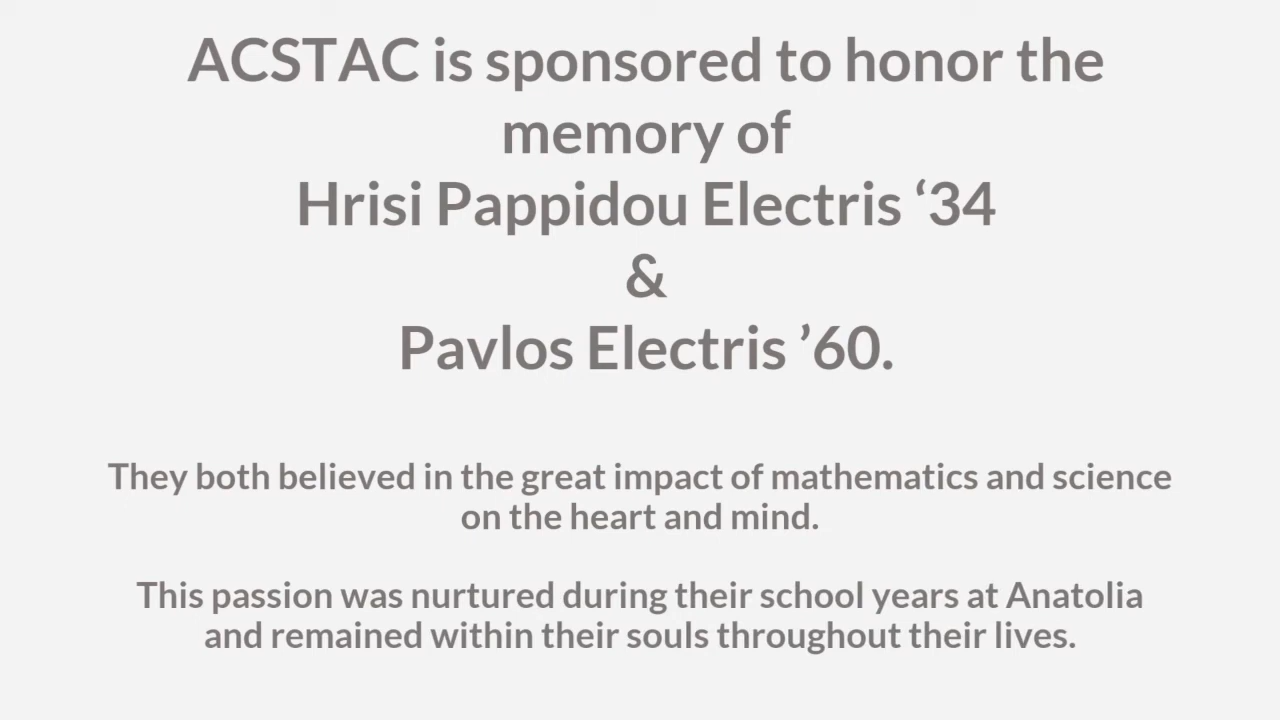 ACSTAC is sponsored to honor the
memory of
Hrisi Pappidou Electris ‘34
&
Pavlos Electris ’60.
They both believed in the great impact of mathematics and science
on the heart and mind.
This passion was nurtured during their school years at Anatolia
and remained within their souls throughout their lives.